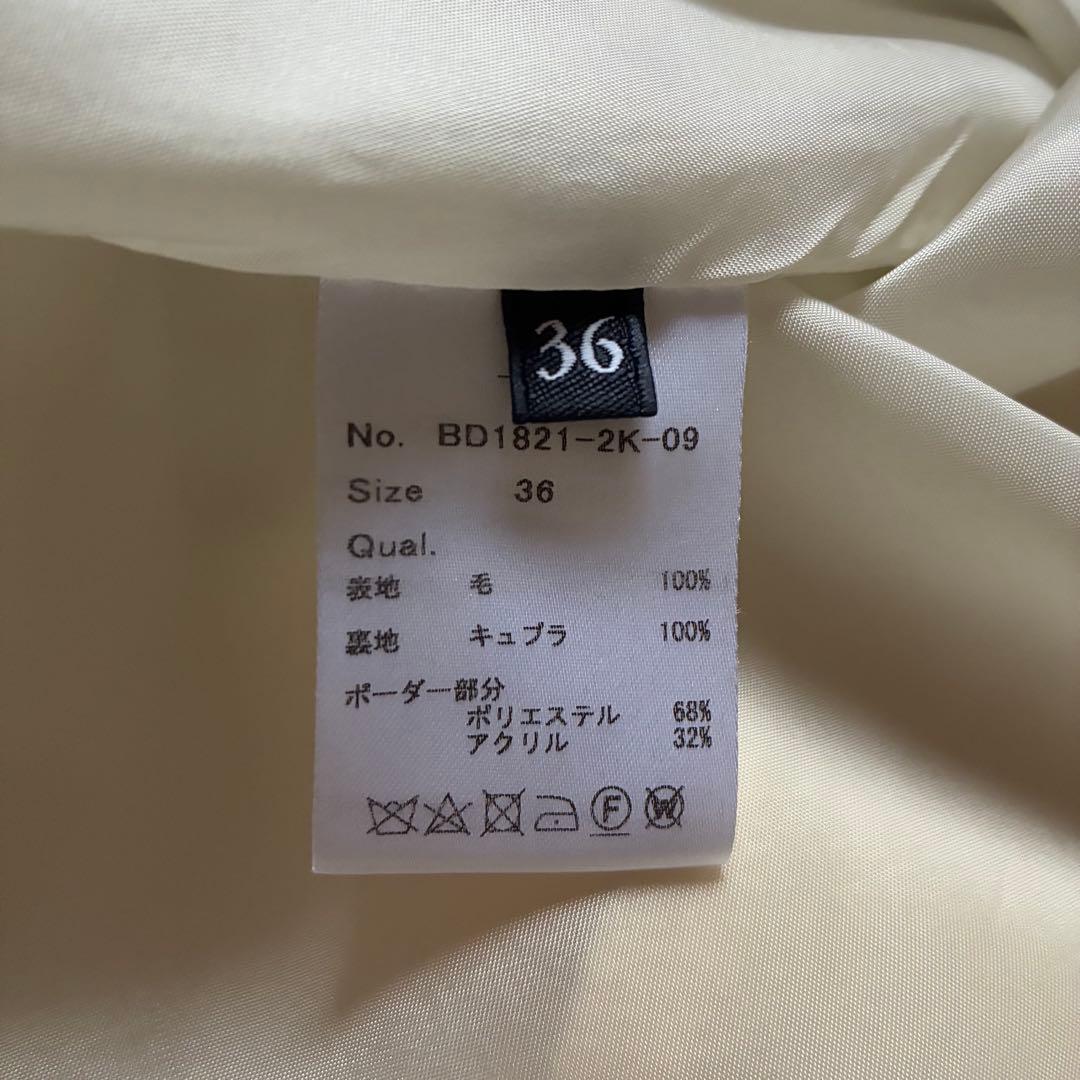 36
No. BD1821-2K-09
Size 36
Qual.
表地 毛 100%
裏地 キュプラ 100%
ボーダー部分
ポリエステル 68%
アクリル 32%
F W